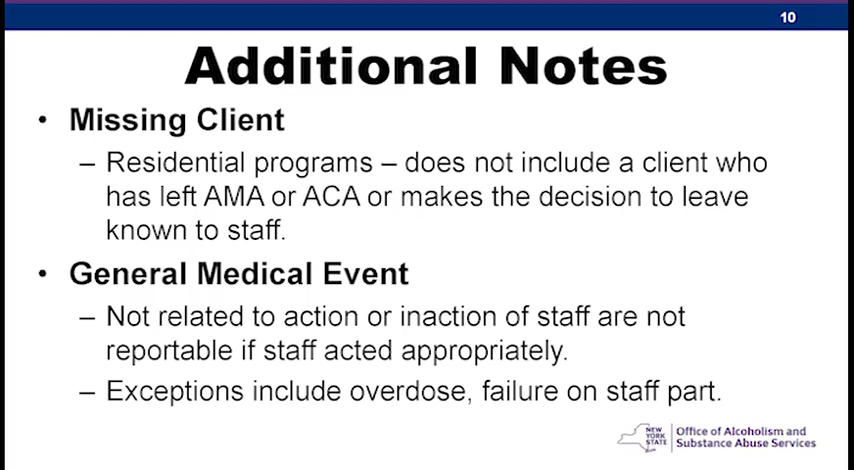 10
Additional Notes
• Missing Client
– Residential programs – does not include a client who
has left AMA or ACA or makes the decision to leave
known to staff.
• General Medical Event
– Not related to action or inaction of staff are not
reportable if staff acted appropriately.
– Exceptions include overdose, failure on staff part.
NEW
YORK
STATE
Office of Alcoholism and
Substance Abuse Services